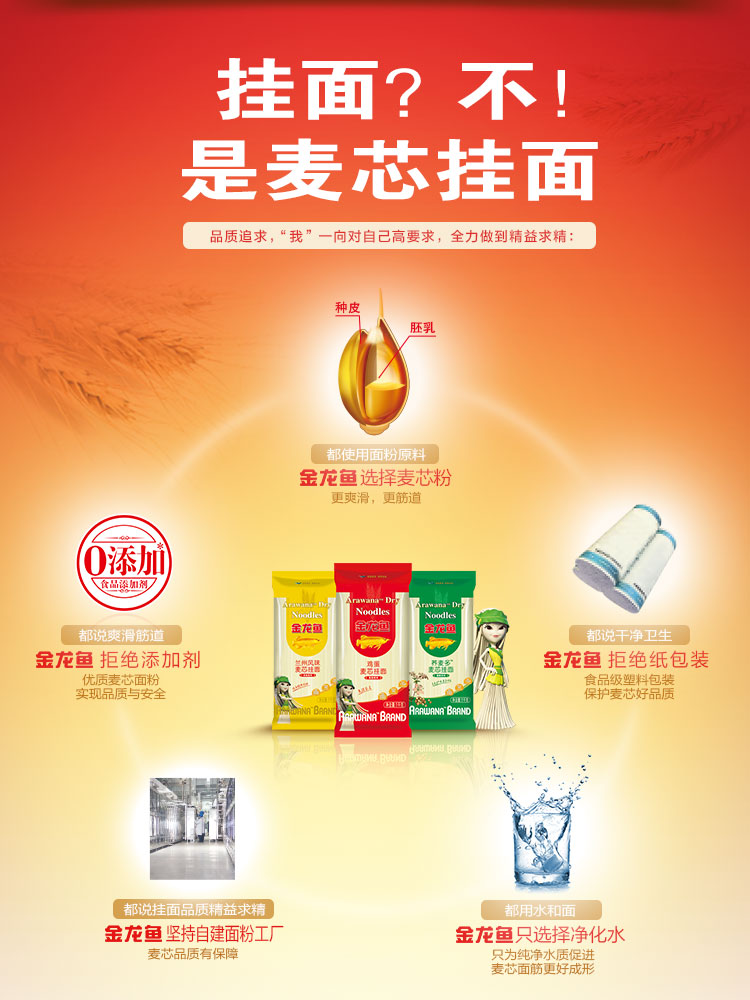 挂面？不！
是麦芯挂面
品质追求，“我”一向对自己高要求，全力做到精益求精：
种皮
胚乳
都使用面粉原料
金龙鱼 选择麦芯粉
更爽滑，更筋道
0添加*
食品添加剂
都说爽滑筋道
金龙鱼 拒绝添加剂
优质麦芯面粉
实现品质与安全
都说干净卫生
金龙鱼 拒绝纸包装
食品级塑料包装
保护麦芯好品质
Arawana™ Dry
Noodles
金龙鱼
兰州风味
麦芯挂面
ARAWANA BRAND
Arawana™ Dry
Noodles
金龙鱼
鸡蛋
麦芯挂面
ARAWANA BRAND
Arawana™ Dry
Noodles
金龙鱼
荞麦多
麦芯挂面
ARAWANA BRAND
都说挂面品质精益求精
金龙鱼 坚持自建面粉工厂
麦芯品质有保障
都用水和面
金龙鱼 只选择净化水
只为纯净水质促进
麦芯面筋更好成形